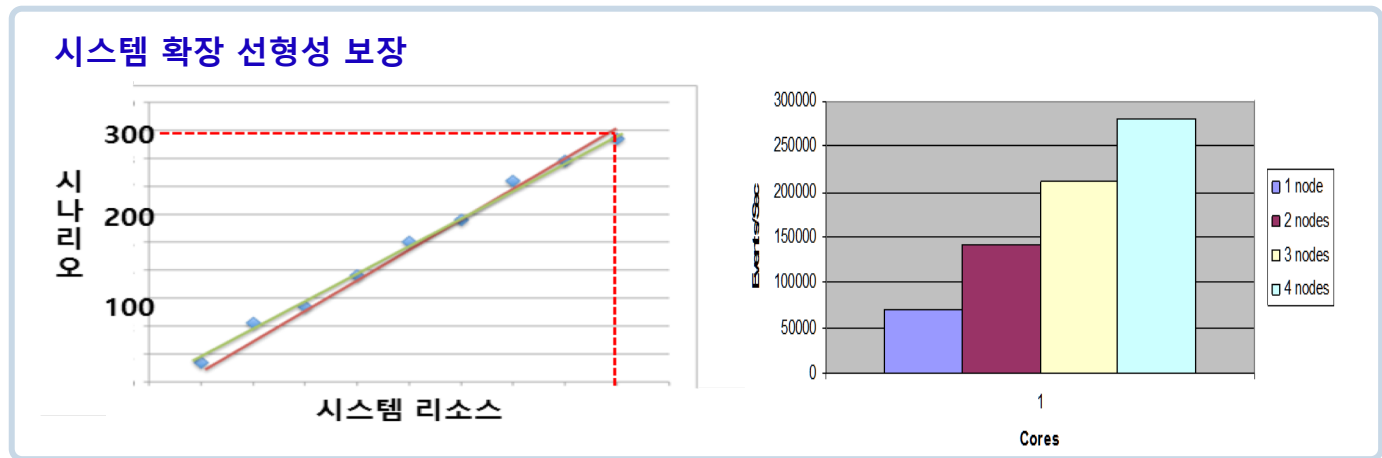 시스템 확장 선형성 보장
시나리오
300
200
100
시스템 리소스
300000
250000
200000
150000
100000
50000
0
Events/Sec
1
Cores
1 node
2 nodes
3 nodes
4 nodes